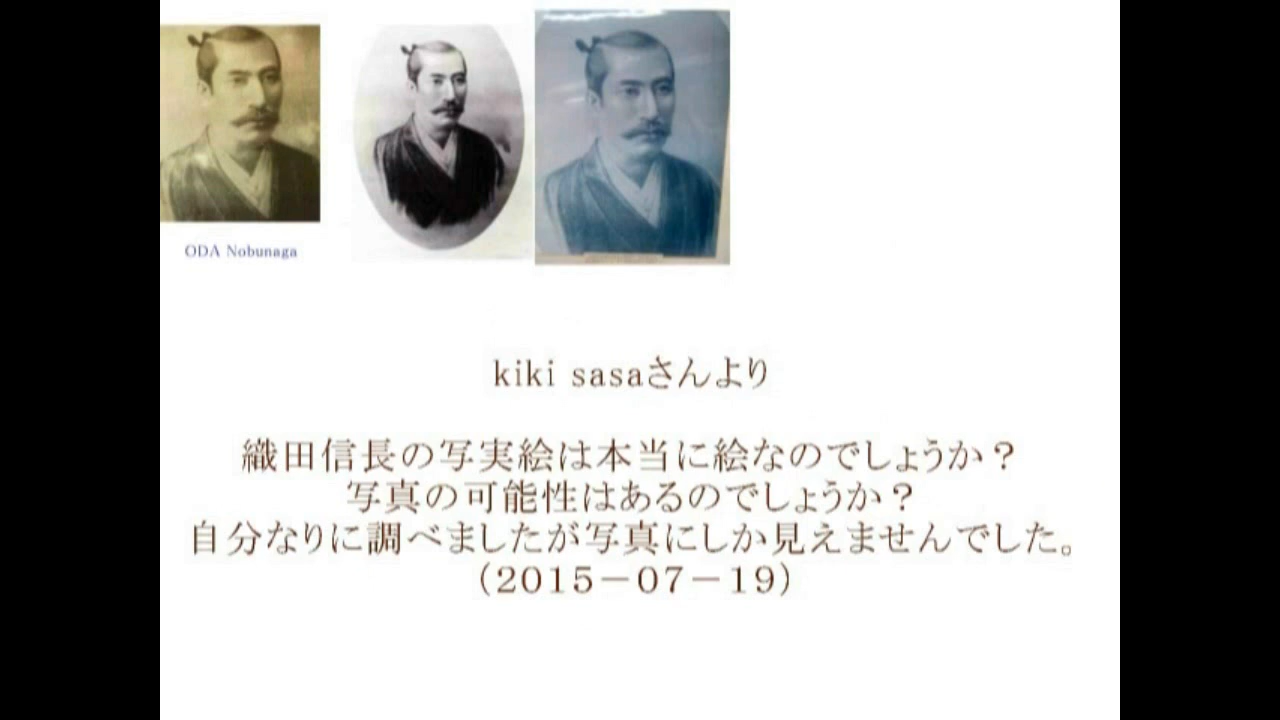 ODA Nobunaga
kiki sasaさんより
織田信長の写実絵は本当に絵なのでしょうか？
写真の可能性はあるのでしょうか？
自分なりに調べましたが写真にしか見えませんでした。
（2015－07－19）